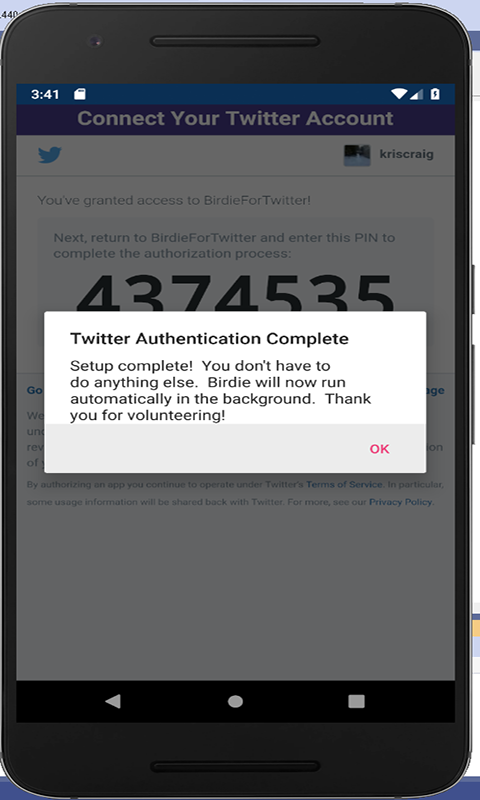 .440
3:41
Connect Your Twitter Account
kriscraig
You've granted access to BirdieForTwitter!
Next, return to BirdieForTwitter and enter this PIN to
complete the authorization process:
4374535
Twitter Authentication Complete
Setup complete!  You don't have to
do anything else.  Birdie will now run
automatically in the background.  Thank
you for volunteering!
OK
Go
We
of
By authorizing an app you continue to operate under Twitter's Terms of Service. In particular,
some usage information will be shared back with Twitter. For more, see our Privacy Policy.